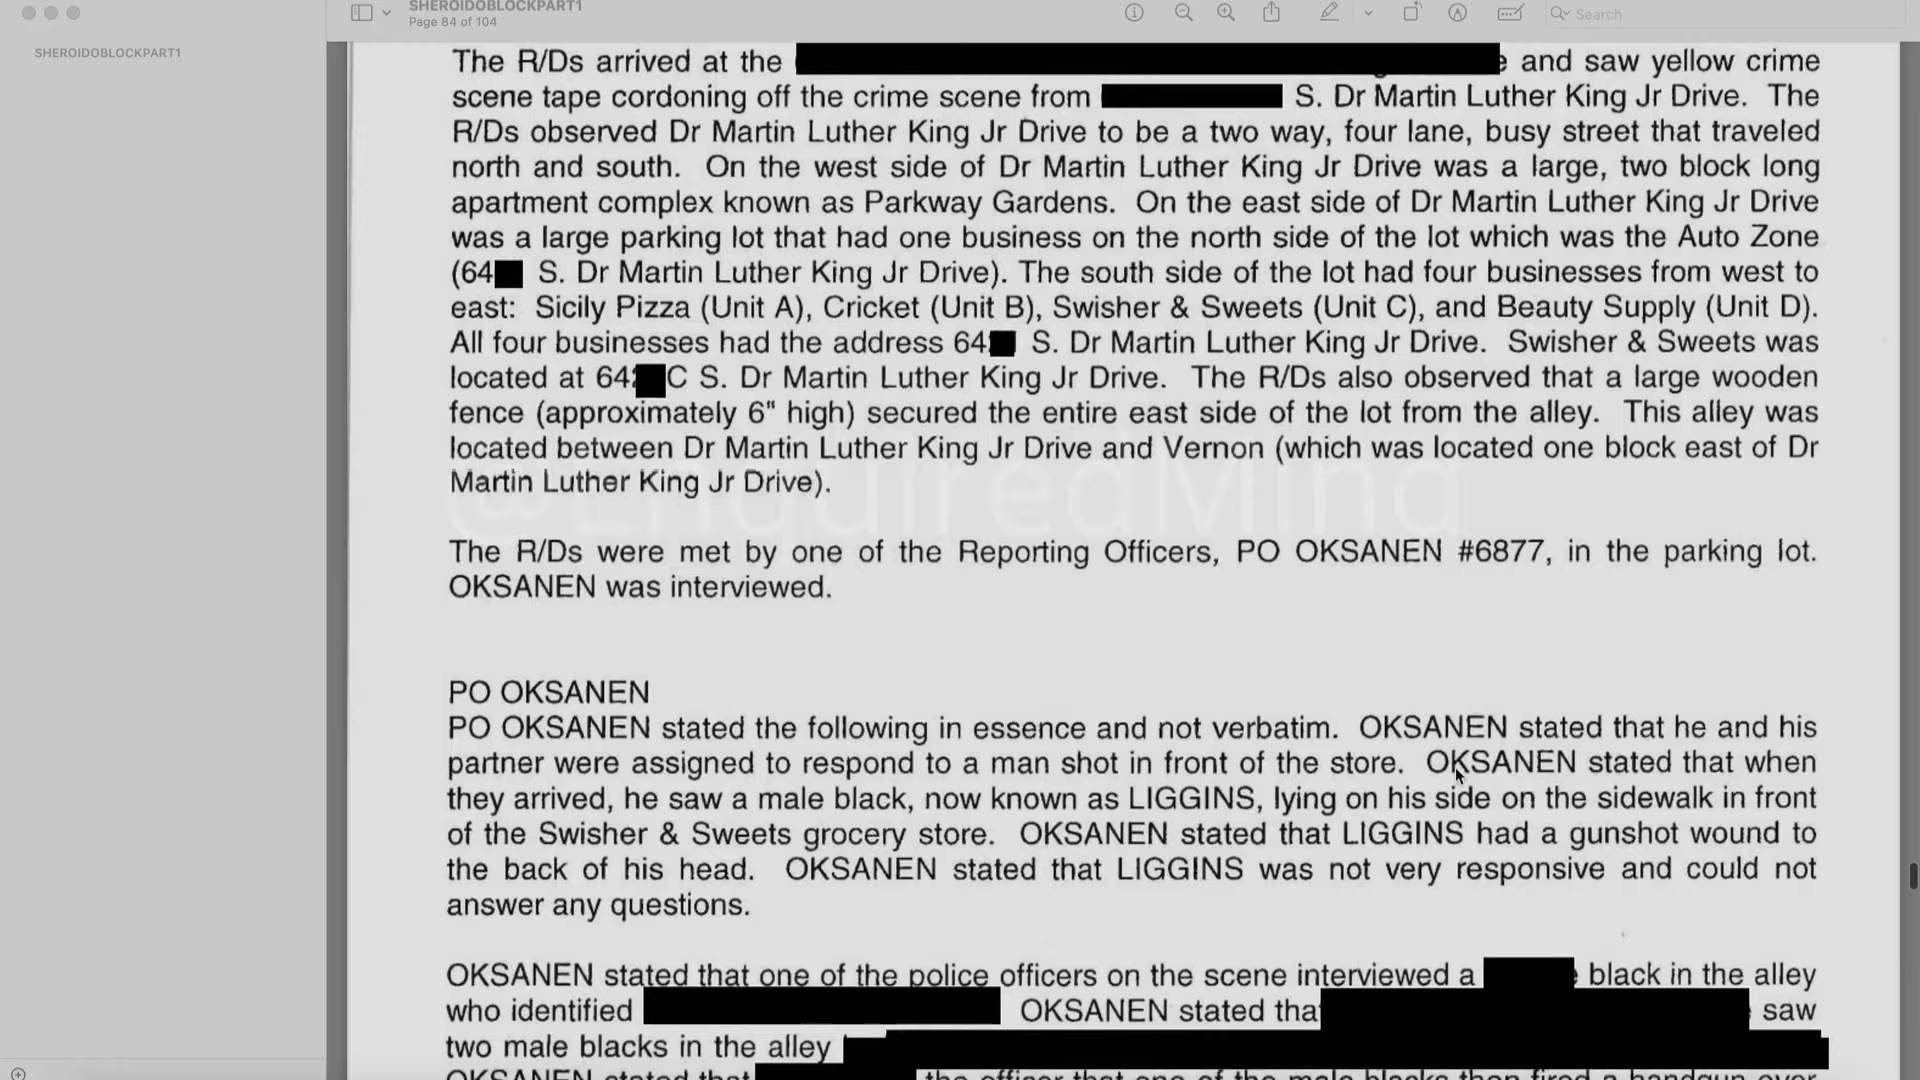 SHEROIDOBLOCKPART1
Page 84 of 104
Search
SHEROIDOBLOCKPART1
The R/Ds arrived at the and saw yellow crime
scene tape cordoning off the crime scene from S. Dr Martin Luther King Jr Drive. The
R/Ds observed Dr Martin Luther King Jr Drive to be a two way, four lane, busy street that traveled
north and south. On the west side of Dr Martin Luther King Jr Drive was a large, two block long
apartment complex known as Parkway Gardens. On the east side of Dr Martin Luther King Jr Drive
was a large parking lot that had one business on the north side of the lot which was the Auto Zone
(64 S. Dr Martin Luther King Jr Drive). The south side of the lot had four businesses from west to
east: Sicily Pizza (Unit A), Cricket (Unit B), Swisher & Sweets (Unit C), and Beauty Supply (Unit D).
All four businesses had the address 64 S. Dr Martin Luther King Jr Drive. Swisher & Sweets was
located at 64 C S. Dr Martin Luther King Jr Drive. The R/Ds also observed that a large wooden
fence (approximately 6" high) secured the entire east side of the lot from the alley. This alley was
located between Dr Martin Luther King Jr Drive and Vernon (which was located one block east of Dr
Martin Luther King Jr Drive).
@EnquiredMind
The R/Ds were met by one of the Reporting Officers, PO OKSANEN #6877, in the parking lot.
OKSANEN was interviewed.
PO OKSANEN
PO OKSANEN stated the following in essence and not verbatim. OKSANEN stated that he and his
partner were assigned to respond to a man shot in front of the store. OKSANEN stated that when
they arrived, he saw a male black, now known as LIGGINS, lying on his side on the sidewalk in front
of the Swisher & Sweets grocery store. OKSANEN stated that LIGGINS had a gunshot wound to
the back of his head. OKSANEN stated that LIGGINS was not very responsive and could not
answer any questions.
OKSANEN stated that one of the police officers on the scene interviewed a black in the alley
who identified OKSANEN stated that saw
two male blacks in the alley
OKSANEN stated that the officer that one of the male blacks then fired a handgun over